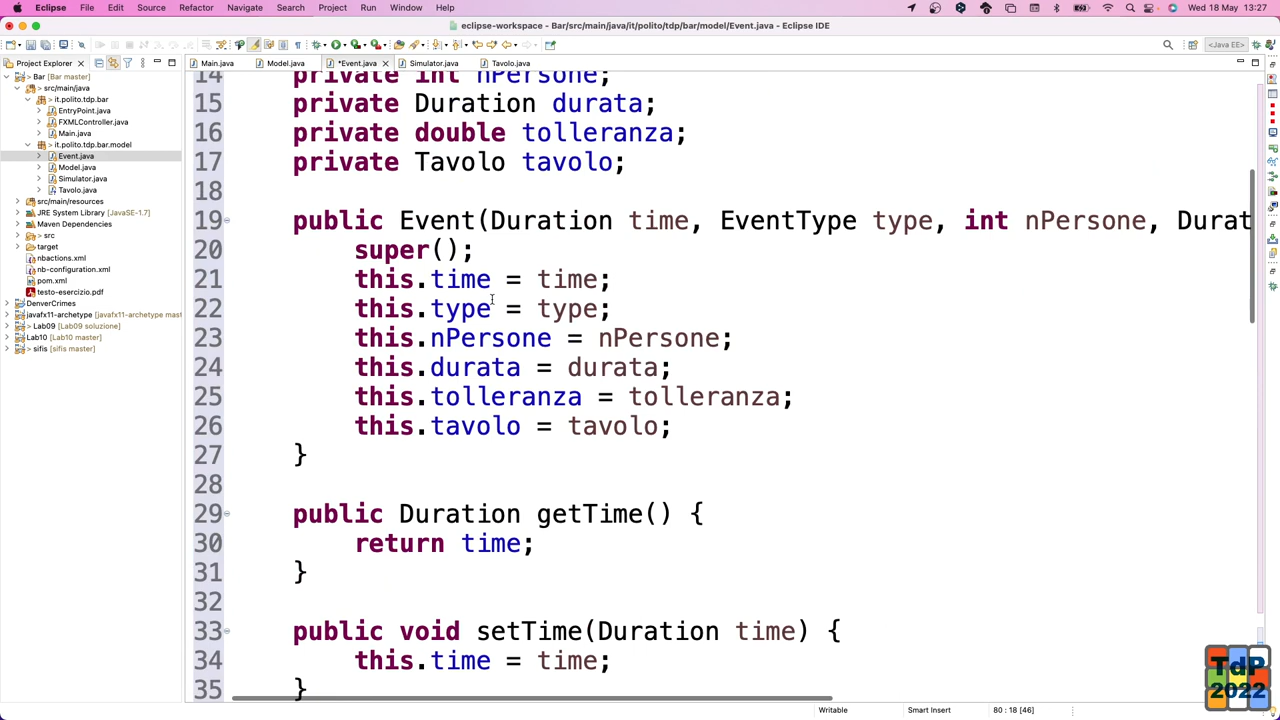 Eclipse File Edit Source Refactor Navigate Search Project Run Window Help Wed 18 May 13:27
eclipse-workspace - Bar/src/main/java/it/polito/tdp/bar/model/Event.java - Eclipse IDE
<Java EE>
Project Explorer
Main.java Model.java *Event.java Simulator.java Tavolo.java
Bar [Bar master]
src/main/java
> it.polito.tdp.bar
EntryPoint.java
FXMLController.java
Main.java
> it.polito.tdp.bar.model
Event.java
Model.java
Simulator.java
Tavolo.java
src/main/resources
JRE System Library [JavaSE-1.7]
Maven Dependencies
> src
target
nbactions.xml
nb-configuration.xml
pom.xml
testo-esercizio.pdf
DenverCrimes
javafx11-archetype [javafx11-archetype mast
> Lab09 [Lab09 soluzione]
Lab10 [Lab10 master]
> sifis [sifis master]
14 private int nPersone;
15 private Duration durata;
16 private double tolleranza;
17 private Tavolo tavolo;
18
19 public Event(Duration time, EventType type, int nPersone, Durat
20 super();
21 this.time = time;
22 this.type = type;
23 this.nPersone = nPersone;
24 this.durata = durata;
25 this.tolleranza = tolleranza;
26 this.tavolo = tavolo;
27 }
28
29 public Duration getTime() {
30 return time;
31 }
32
33 public void setTime(Duration time) {
34 this.time = time;
35 }
Writable Smart Insert 80 : 18 [46]
TdP
2022